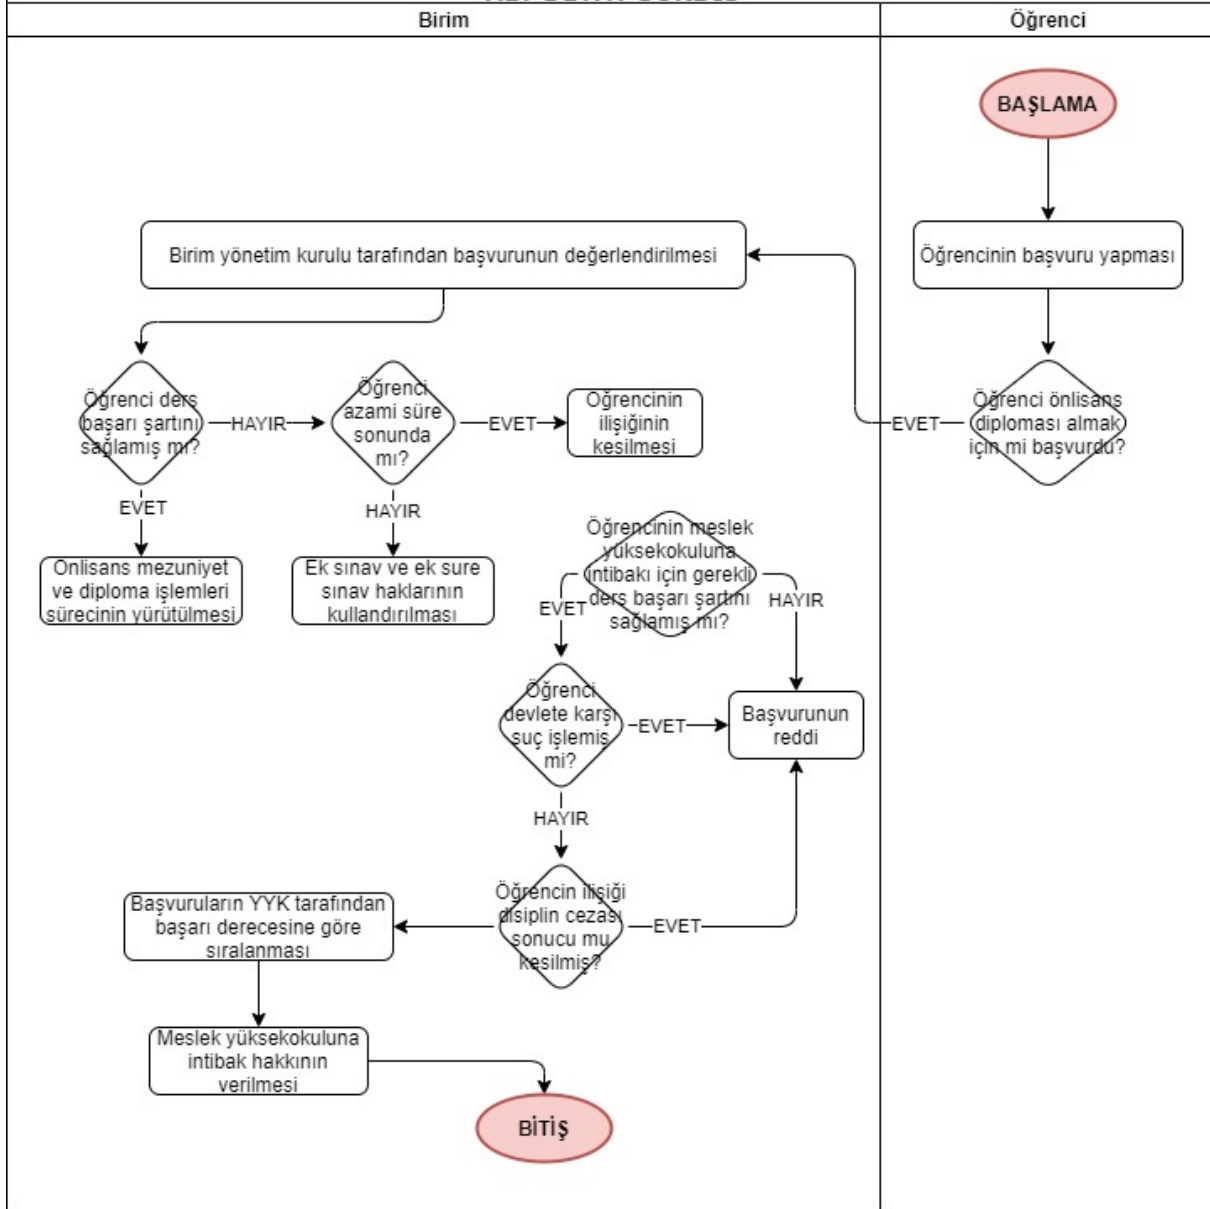 Birim
Öğrenci
BAŞLAMA
Öğrencinin başvuru yapması
Öğrenci önlisans
diploması almak
için mi başvurdu?
EVET
Birim yönetim kurulu tarafından başvurunun değerlendirilmesi
Öğrenci ders
başarı şartını
sağlamış mı?
HAYIR
Öğrenci
azami süre
sonunda
mı?
EVET
Öğrencinin
ilişiğinin
kesilmesi
EVET
HAYIR
Onlisans mezuniyet
ve diploma işlemleri
sürecinin yürütülmesi
Ek sınav ve ek sure
sınav haklarının
kullandırılması
Öğrencinin meslek
yüksekokuluna
intibakı için gerekli
ders başarı şartını
sağlamış mı?
EVET
HAYIR
Öğrenci
devlete karşı
suç işlemiş
mi?
EVET
Başvurunun
reddi
HAYIR
Öğrencin ilişiği
disiplin cezası
sonucu mu
kesilmiş?
EVET
Başvuruların YYK tarafından
başarı derecesine göre
sıralanması
Meslek yüksekokuluna
intibak hakkının
verilmesi
BİTİŞ